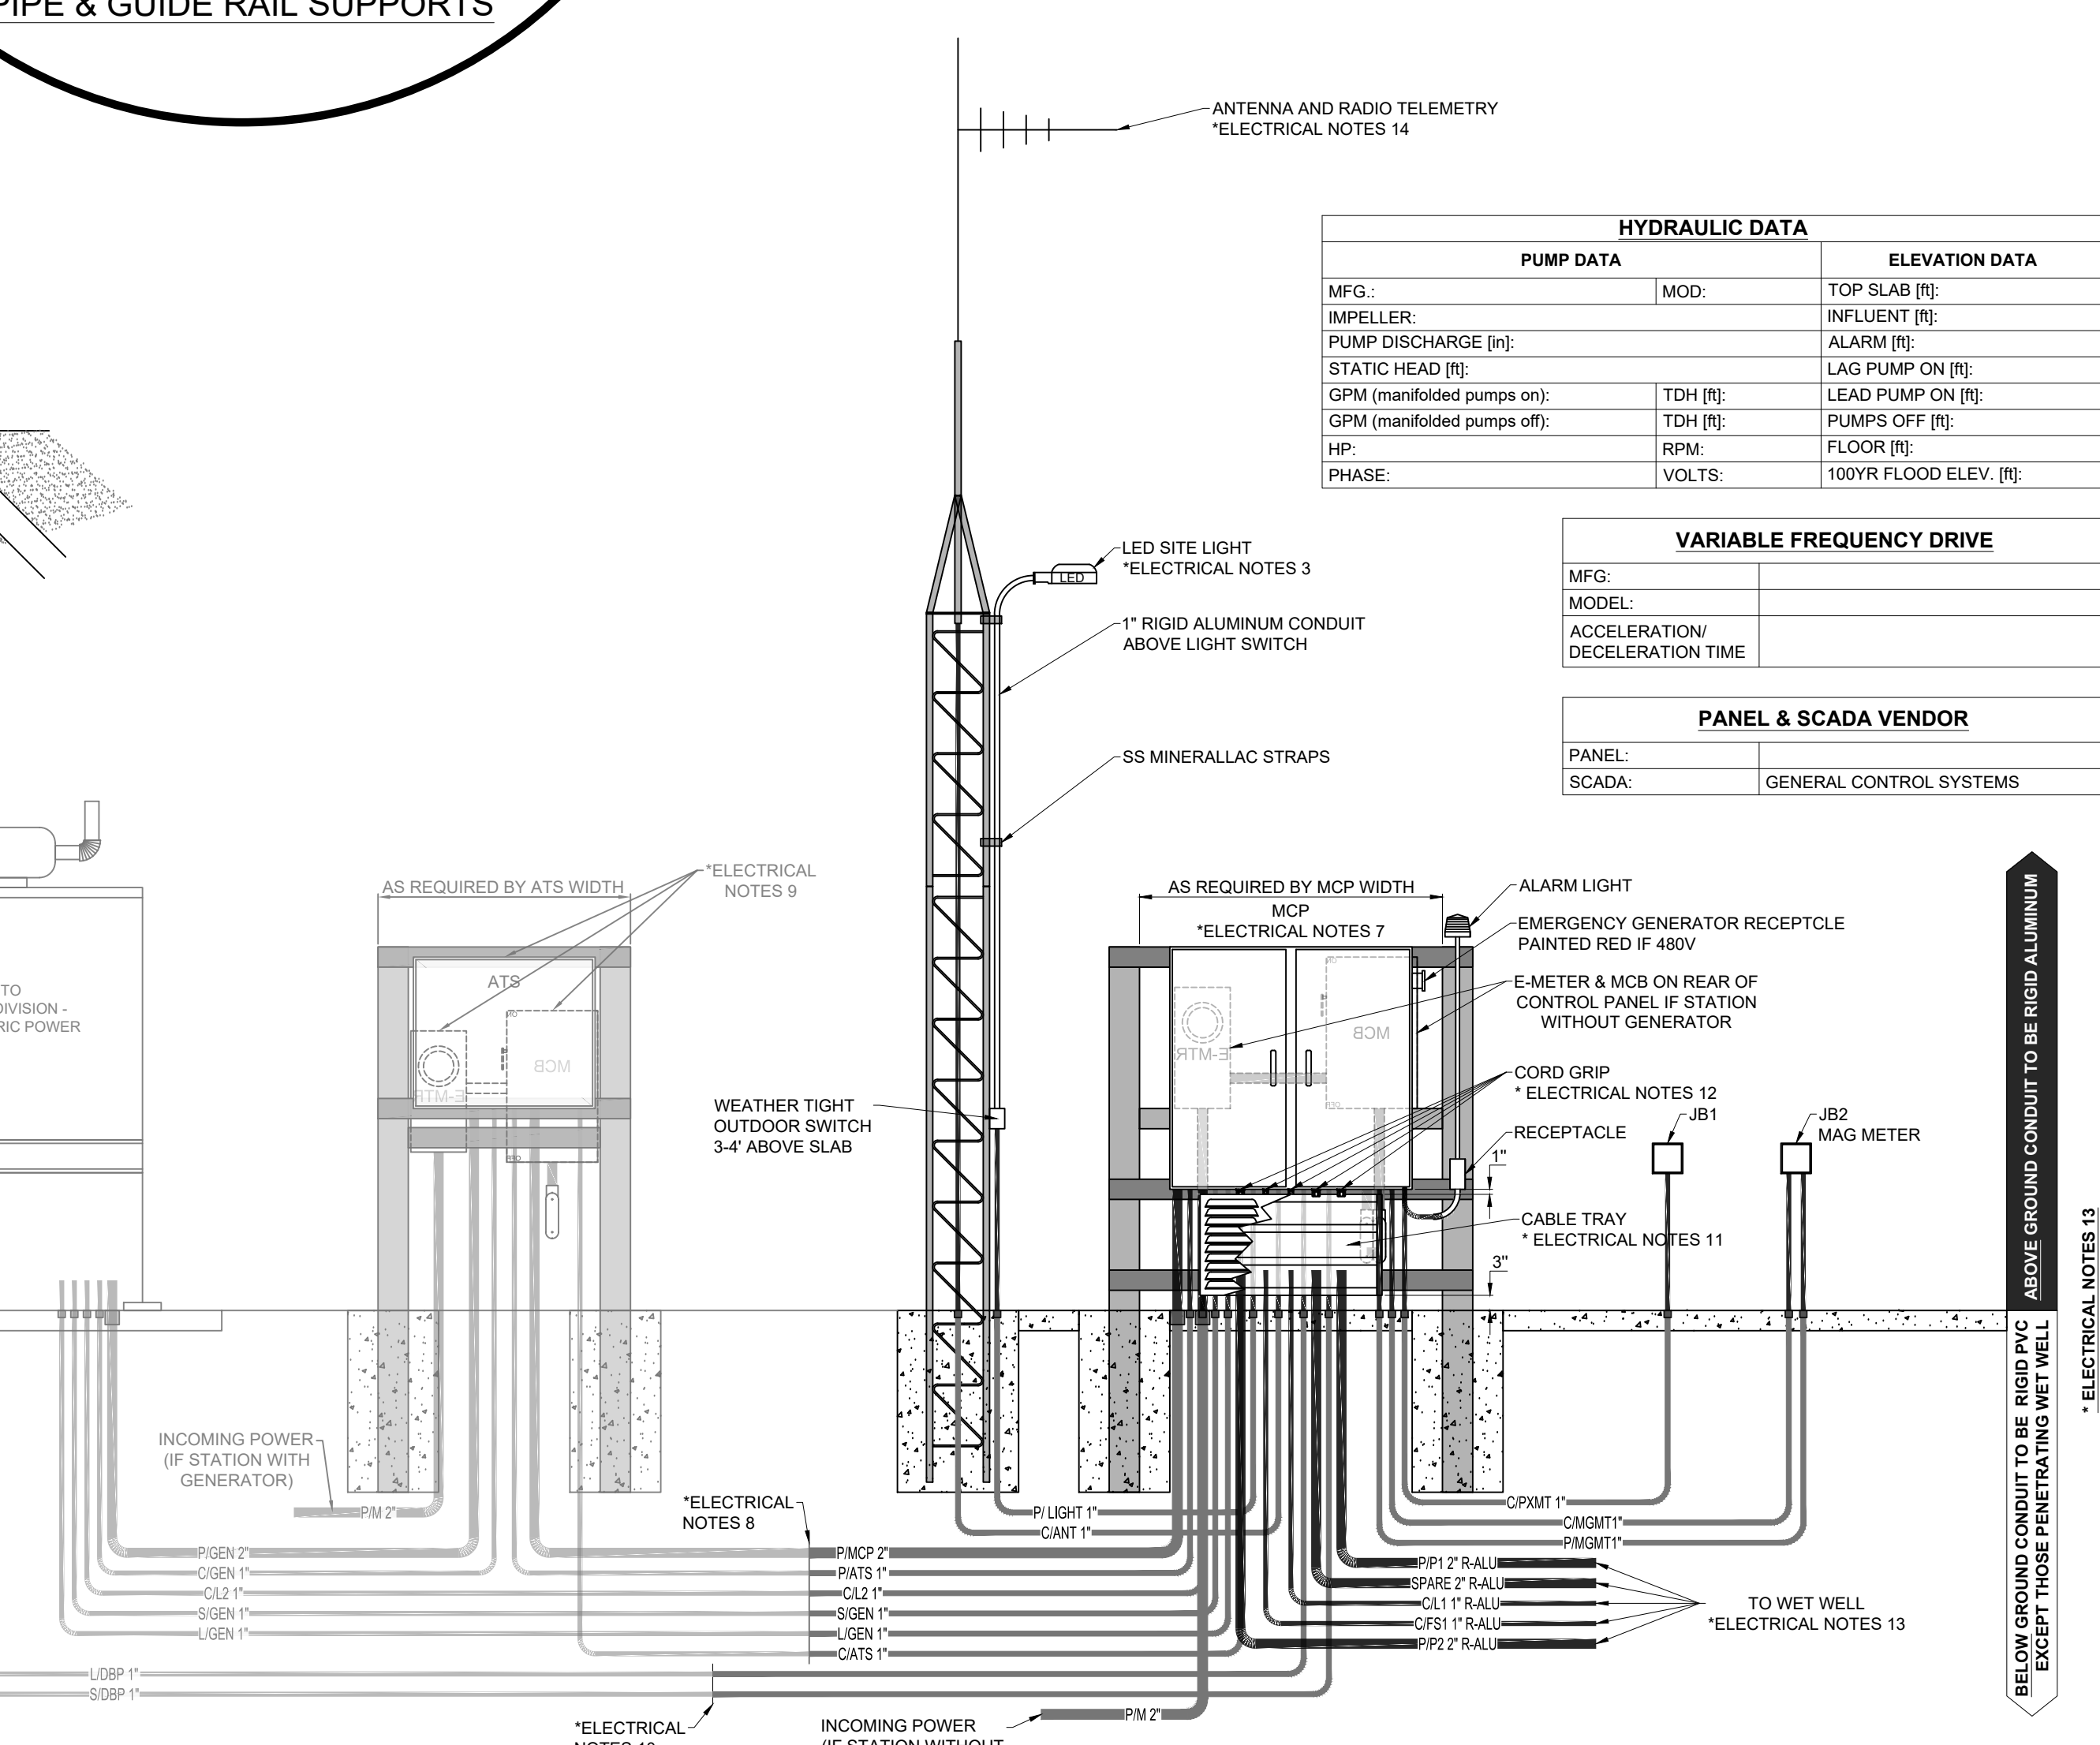 PIPE & GUIDE RAIL SUPPORTS
ANTENNA AND RADIO TELEMETRY
*ELECTRICAL NOTES 14
HYDRAULIC DATA
PUMP DATA
ELEVATION DATA
MFG.:
MOD:
TOP SLAB [ft]:
IMPELLER:
INFLUENT [ft]:
PUMP DISCHARGE [in]:
ALARM [ft]:
STATIC HEAD [ft]:
LAG PUMP ON [ft]:
GPM (manifolded pumps on):
TDH [ft]:
LEAD PUMP ON [ft]:
GPM (manifolded pumps off):
TDH [ft]:
PUMPS OFF [ft]:
HP:
RPM:
FLOOR [ft]:
PHASE:
VOLTS:
100YR FLOOD ELEV. [ft]:
VARIABLE FREQUENCY DRIVE
MFG:
MODEL:
ACCELERATION/
DECELERATION TIME
PANEL & SCADA VENDOR
PANEL:
SCADA:
GENERAL CONTROL SYSTEMS
LED SITE LIGHT
*ELECTRICAL NOTES 3
LED
1" RIGID ALUMINUM CONDUIT
ABOVE LIGHT SWITCH
SS MINERALLAC STRAPS
*ELECTRICAL
NOTES 9
AS REQUIRED BY ATS WIDTH
ATS
MCB
E-MTR
TO
DIVISION -
RIC POWER
AS REQUIRED BY MCP WIDTH
MCP
*ELECTRICAL NOTES 7
ALARM LIGHT
EMERGENCY GENERATOR RECEPTCLE
PAINTED RED IF 480V
E-METER & MCB ON REAR OF
CONTROL PANEL IF STATION
WITHOUT GENERATOR
MCB
E-MTR
CORD GRIP
* ELECTRICAL NOTES 12
WEATHER TIGHT
OUTDOOR SWITCH
3-4' ABOVE SLAB
RECEPTACLE
1"
JB1
JB2
MAG METER
CABLE TRAY
* ELECTRICAL NOTES 11
3"
ABOVE GROUND CONDUIT TO BE RIGID ALUMINUM
BELOW GROUND CONDUIT TO BE RIGID PVC
EXCEPT THOSE PENETRATING WET WELL
* ELECTRICAL NOTES 13
INCOMING POWER
(IF STATION WITH
GENERATOR)
P/M 2"
*ELECTRICAL
NOTES 8
P/ LIGHT 1"
C/ANT 1"
C/PXMT 1"
C/MGMT1"
P/MGMT1"
P/GEN 2"
C/GEN 1"
C/L2 1"
S/GEN 1"
L/GEN 1"
P/MCP 2"
P/ATS 1"
C/L2 1"
S/GEN 1"
L/GEN 1"
C/ATS 1"
P/P1 2" R-ALU
SPARE 2" R-ALU
C/L1 1" R-ALU
C/FS1 1" R-ALU
P/P2 2" R-ALU
TO WET WELL
*ELECTRICAL NOTES 13
L/DBP 1"
S/DBP 1"
P/M 2"
*ELECTRICAL
INCOMING POWER
(IF STATION WITHOUT